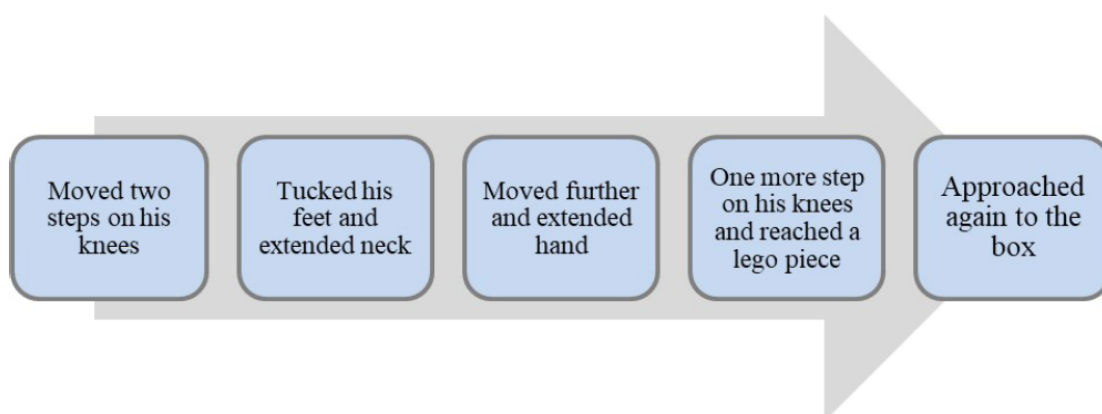 Moved two
steps on his
knees
Tucked his
feet and
extended neck
Moved further
and extended
hand
One more step
on his knees
and reached a
lego piece
Approached
again to the
box